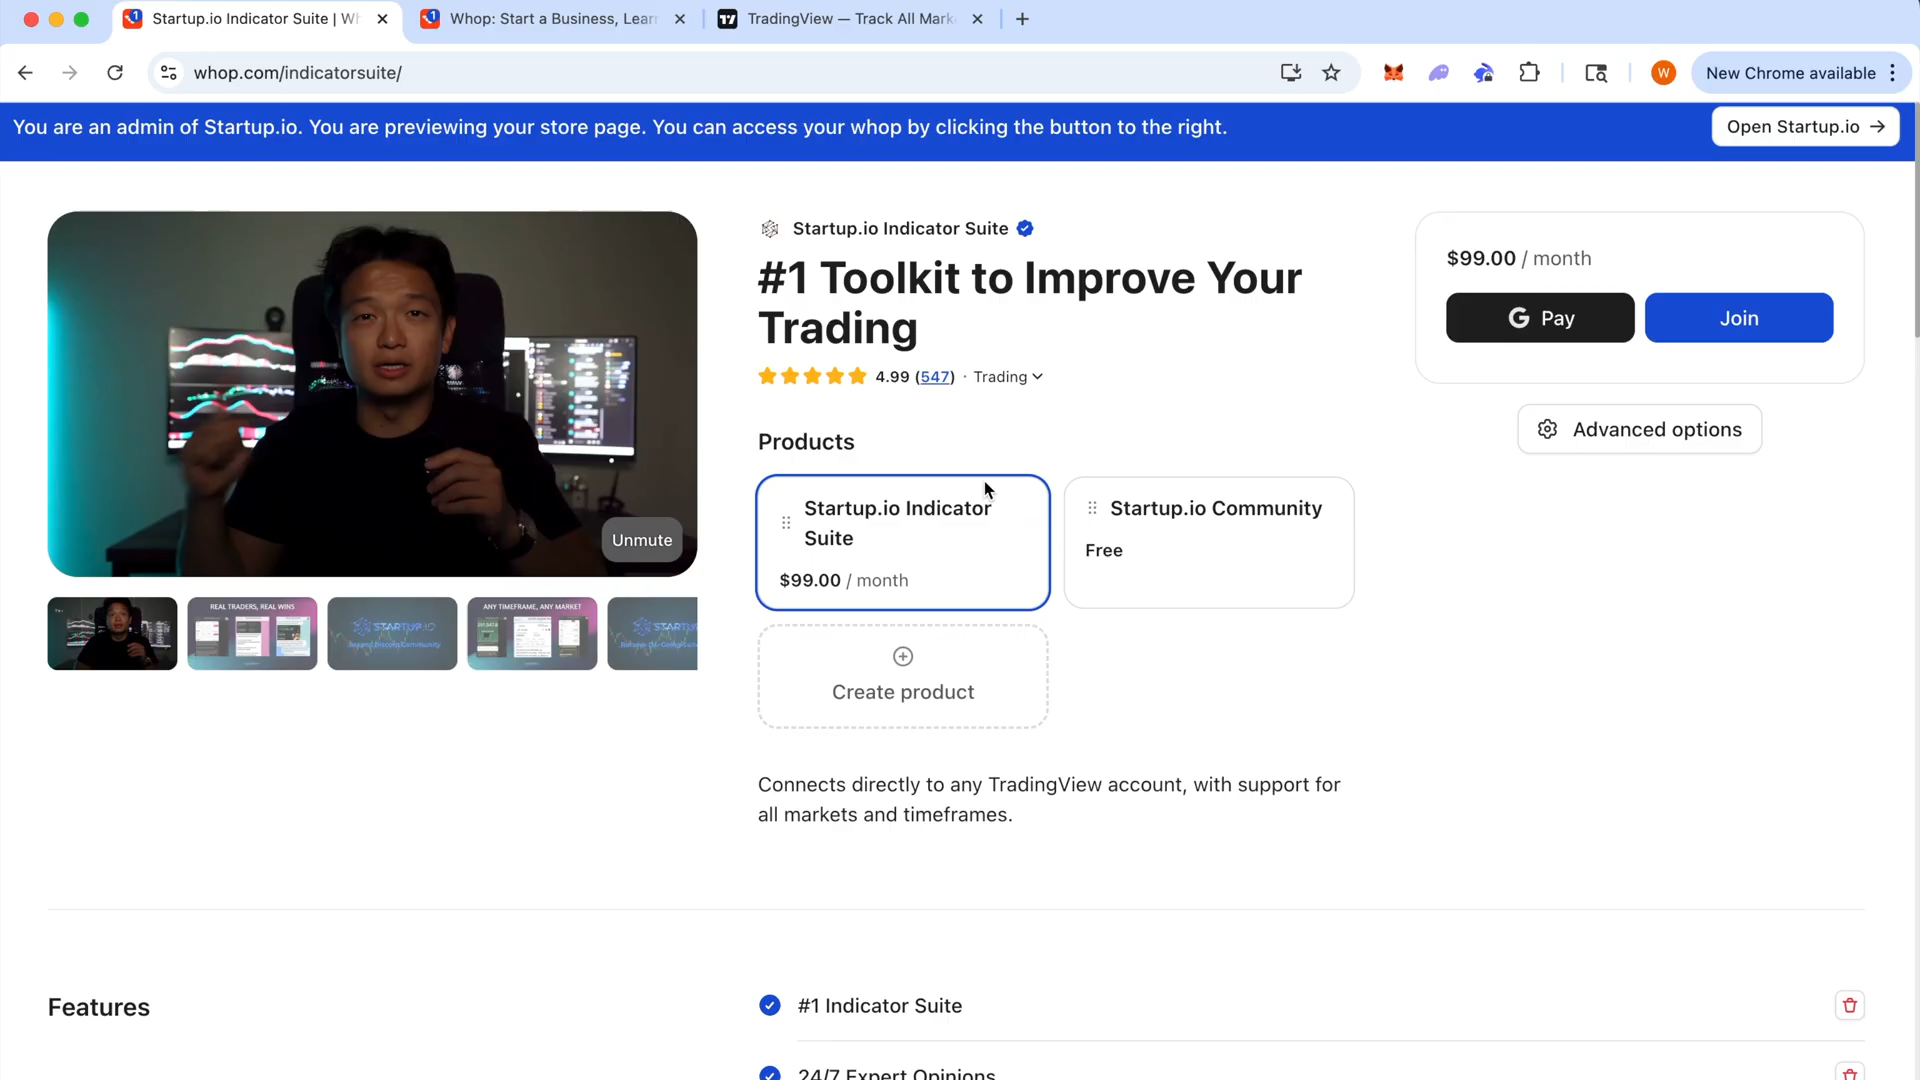 Startup.io Indicator Suite | Wh
Whop: Start a Business, Lear
TradingView — Track All Mark
whop.com/indicatorsuite/
W
New Chrome available
You are an admin of Startup.io. You are previewing your store page. You can access your whop by clicking the button to the right.
Open Startup.io →
Unmute
REAL TRADERS, REAL WINS
STARTUP.IO
Beyond Discord Community
ANY TIMEFRAME, ANY MARKET
Startup.io Indicator Suite
#1 Toolkit to Improve Your
Trading
4.99 (547) · Trading
Products
Startup.io Indicator
Suite
$99.00 / month
Startup.io Community
Free
Create product
Connects directly to any TradingView account, with support for
all markets and timeframes.
$99.00 / month
G Pay
Join
Advanced options
Features
#1 Indicator Suite
24/7 Expert Opinions